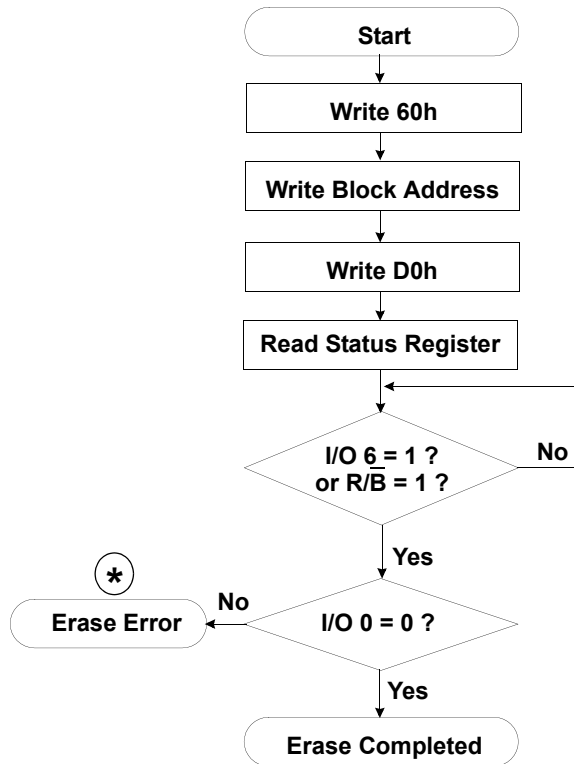 Start
Write 60h
Write Block Address
Write D0h
Read Status Register
I/O 6 = 1 ?
or R/B̅ = 1 ?
No
Yes
*
No
Erase Error
I/O 0 = 0 ?
Yes
Erase Completed